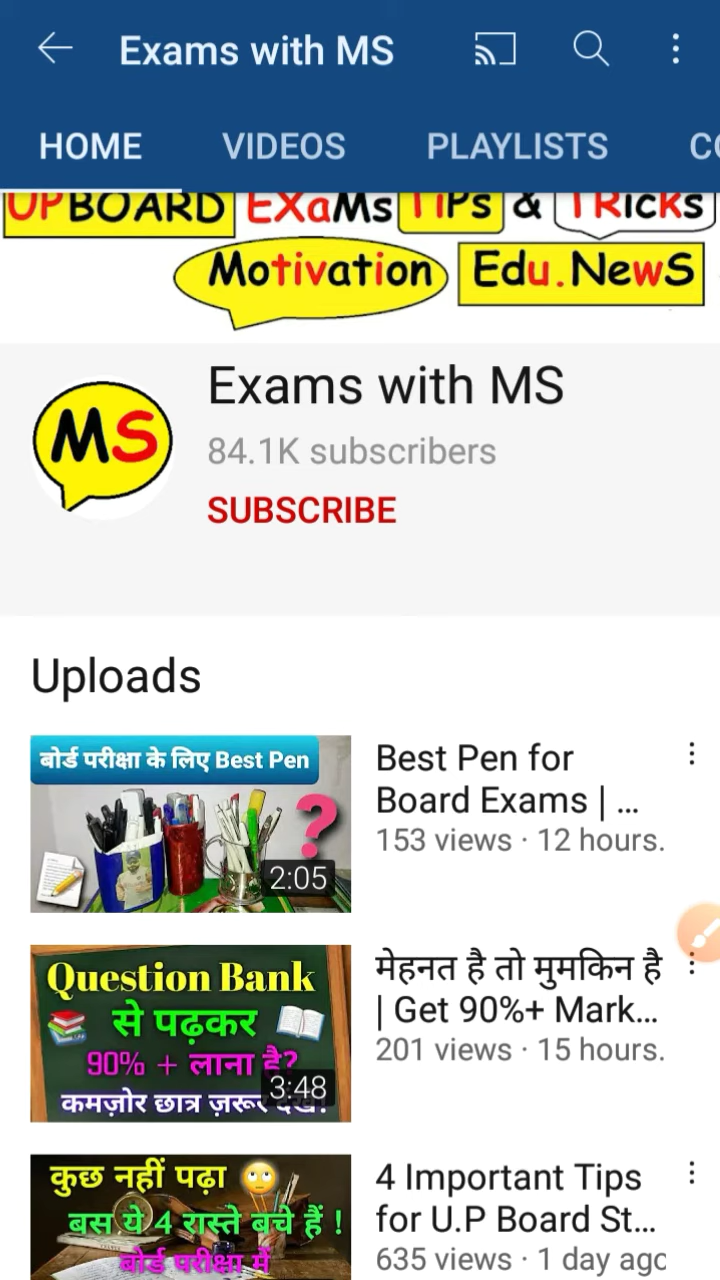 Exams with MS
HOME VIDEOS PLAYLISTS CO
UPBOARD EXaMs TIPs & TRicks
Motivation Edu.NewS
MS
Exams with MS
84.1K subscribers
SUBSCRIBE
Uploads
बोर्ड परीक्षा के लिए Best Pen
?
2:05
Best Pen for
Board Exams | ...
153 views · 12 hours.
Question Bank
से पढ़कर
90% + लाना है?
कमज़ोर छात्र ज़रूर
3:48
मेहनत है तो मुमकिन है
| Get 90%+ Mark...
201 views · 15 hours.
कुछ नहीं पढ़ा
बस ये 4 रास्ते बचे हैं !
बोर्ड परीक्षा में
4 Important Tips
for U.P Board St...
635 views · 1 day ago